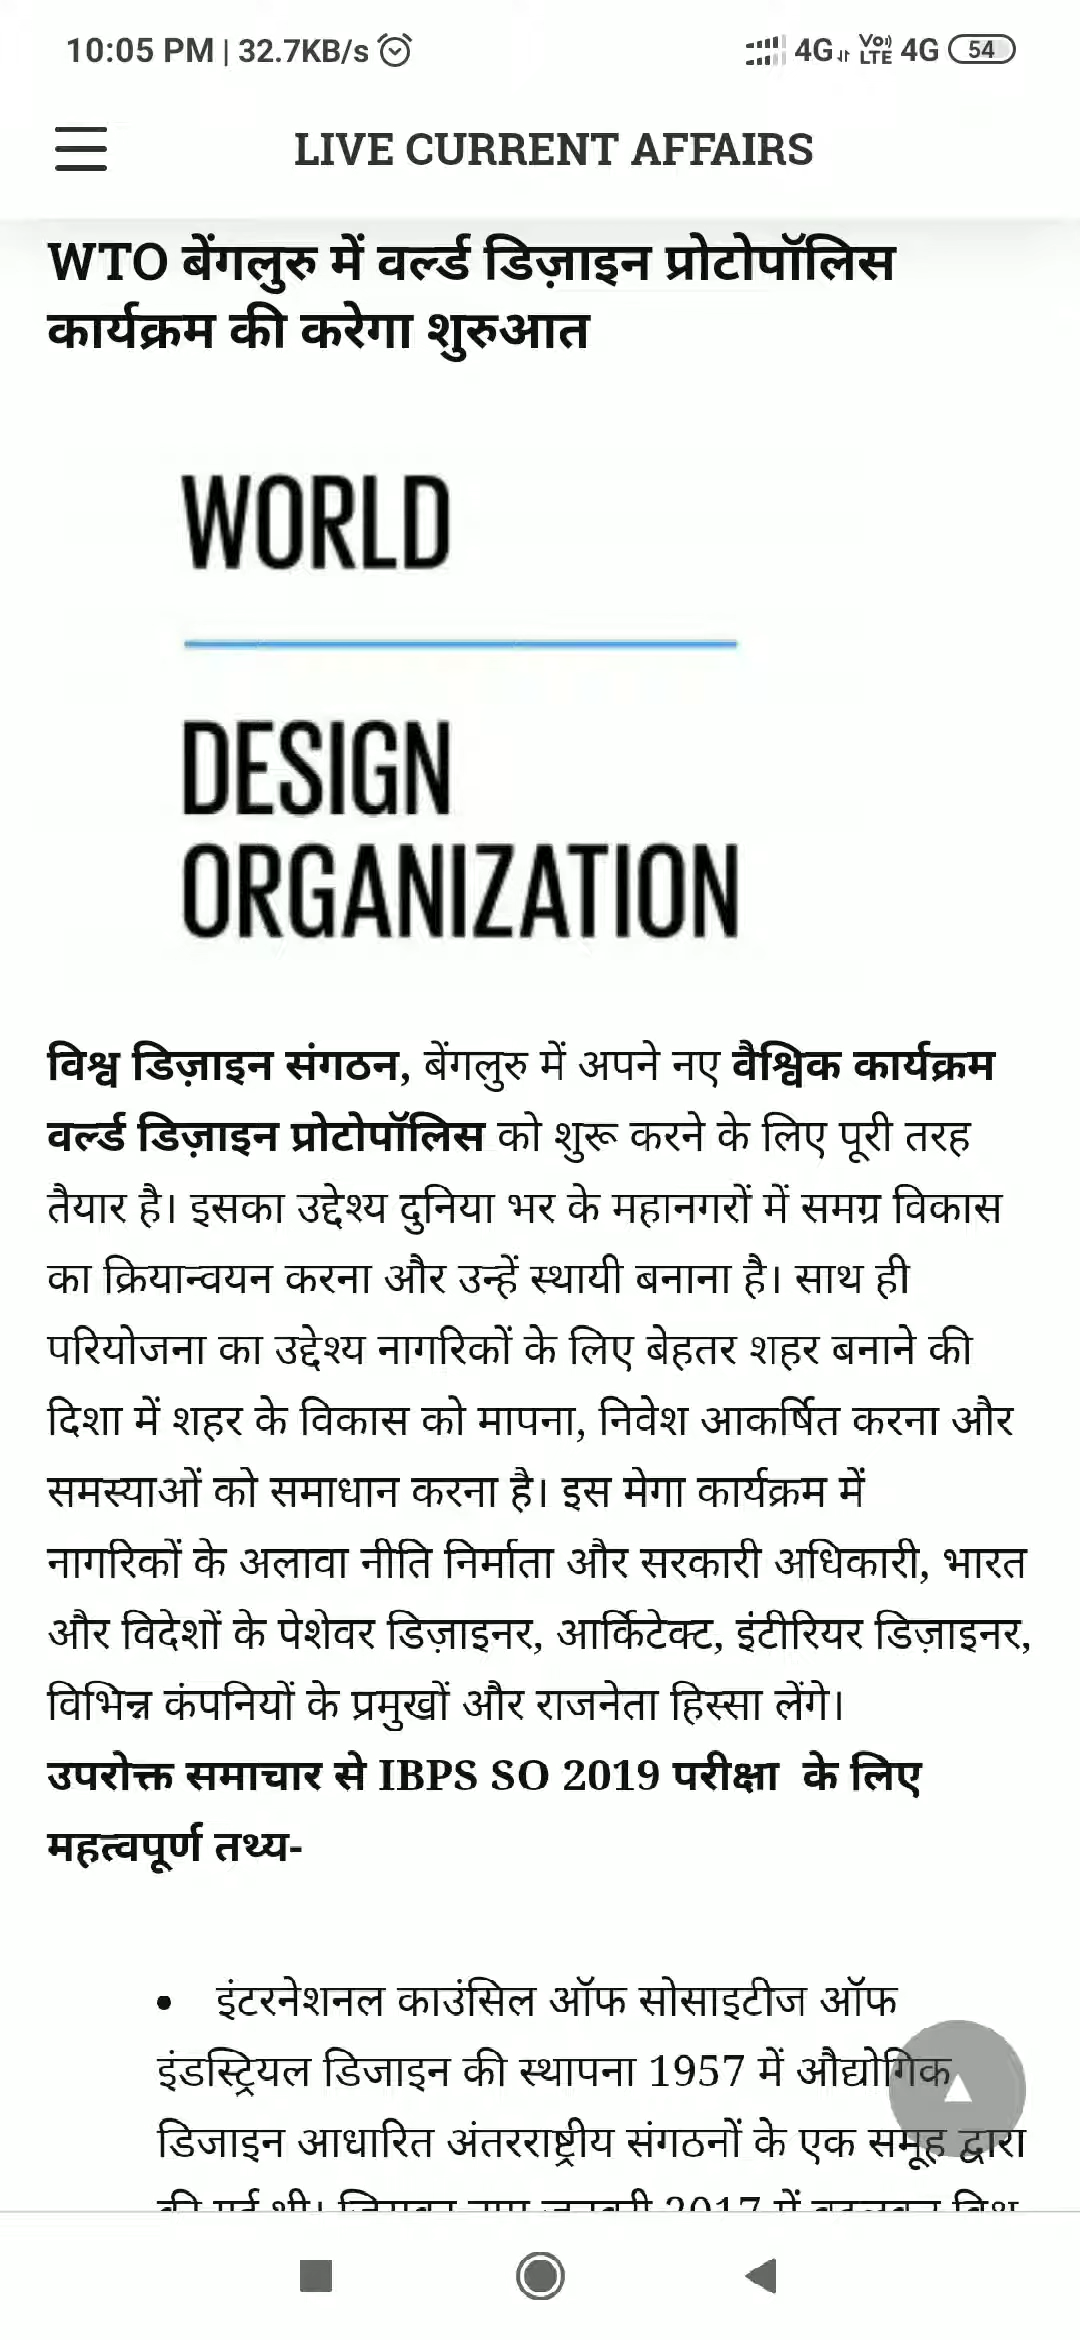 10:05 PM | 32.7KB/s 4G VoLTE 4G 54
LIVE CURRENT AFFAIRS
WTO बेंगलुरु में वर्ल्ड डिज़ाइन प्रोटोपॉलिस
कार्यक्रम की करेगा शुरुआत
WORLD
DESIGN
ORGANIZATION
विश्व डिज़ाइन संगठन, बेंगलुरु में अपने नए वैश्विक कार्यक्रम
वर्ल्ड डिज़ाइन प्रोटोपॉलिस को शुरू करने के लिए पूरी तरह
तैयार है। इसका उद्देश्य दुनिया भर के महानगरों में समग्र विकास
का क्रियान्वयन करना और उन्हें स्थायी बनाना है। साथ ही
परियोजना का उद्देश्य नागरिकों के लिए बेहतर शहर बनाने की
दिशा में शहर के विकास को मापना, निवेश आकर्षित करना और
समस्याओं को समाधान करना है। इस मेगा कार्यक्रम में
नागरिकों के अलावा नीति निर्माता और सरकारी अधिकारी, भारत
और विदेशों के पेशेवर डिज़ाइनर, आर्किटेक्ट, इंटीरियर डिज़ाइनर,
विभिन्न कंपनियों के प्रमुखों और राजनेता हिस्सा लेंगे।
उपरोक्त समाचार से IBPS SO 2019 परीक्षा के लिए
महत्वपूर्ण तथ्य-
• इंटरनेशनल काउंसिल ऑफ सोसाइटीज ऑफ
इंडस्ट्रियल डिजाइन की स्थापना 1957 में औद्योगिक
डिजाइन आधारित अंतरराष्ट्रीय संगठनों के एक समूह द्वारा
2017 में